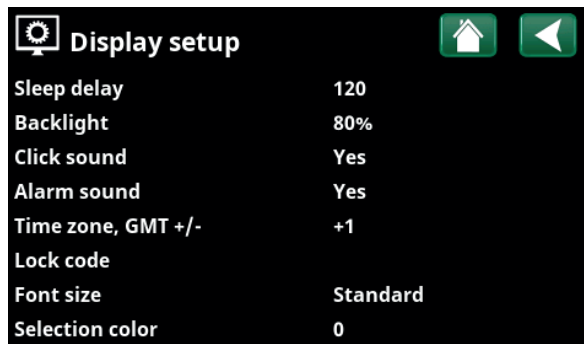 Display setup
Sleep delay 120
Backlight 80%
Click sound Yes
Alarm sound Yes
Time zone, GMT +/- +1
Lock code
Font size Standard
Selection color 0